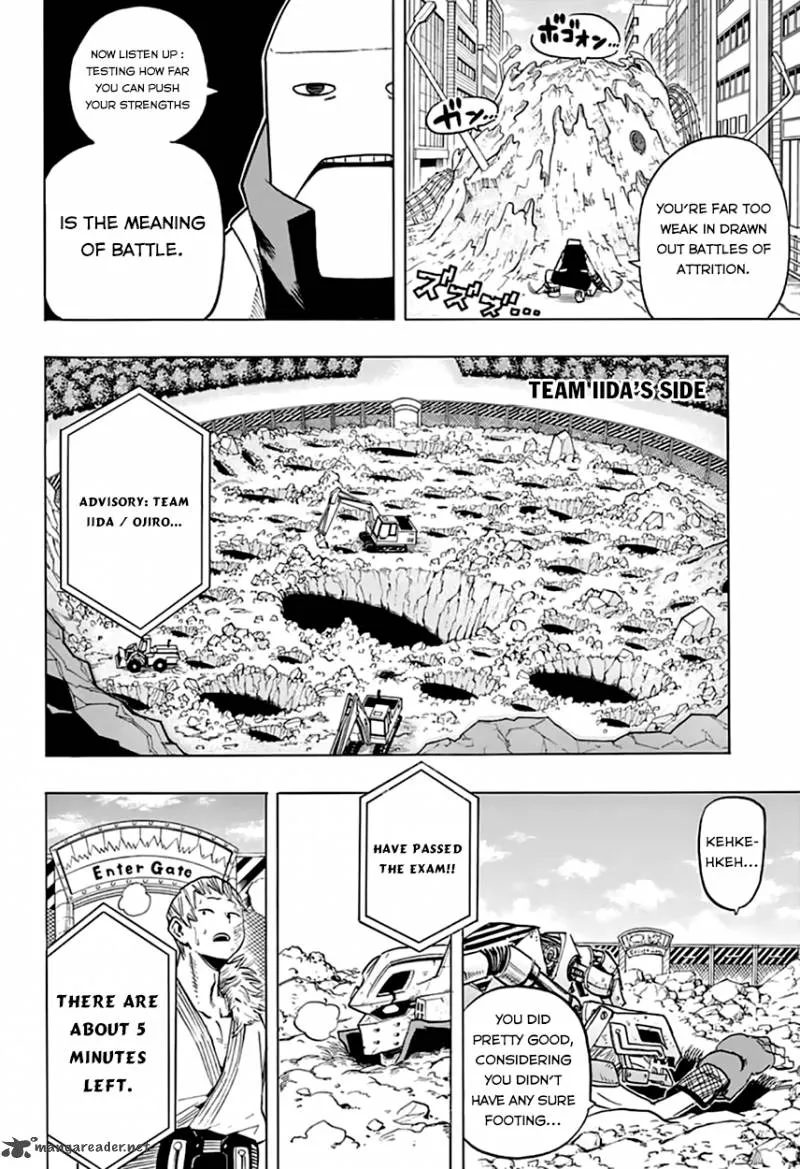 ボゴオン…
ガン…
YOU'RE FAR TOO
WEAK IN DRAWN
OUT BATTLES OF
ATTRITION.
ズズズ…
NOW LISTEN UP :
TESTING HOW FAR
YOU CAN PUSH
YOUR STRENGTHS
IS THE MEANING
OF BATTLE.
TEAM IIDA'S SIDE
ADVISORY: TEAM
IIDA / OJIRO...
KEHKE-
HKEH...
HAVE PASSED
THE EXAM!!
YOU DID
PRETTY GOOD,
CONSIDERING
YOU DIDN'T
HAVE ANY SURE
FOOTING...
Enter Gate
THERE ARE
ABOUT 5
MINUTES
LEFT.
mangareader.net